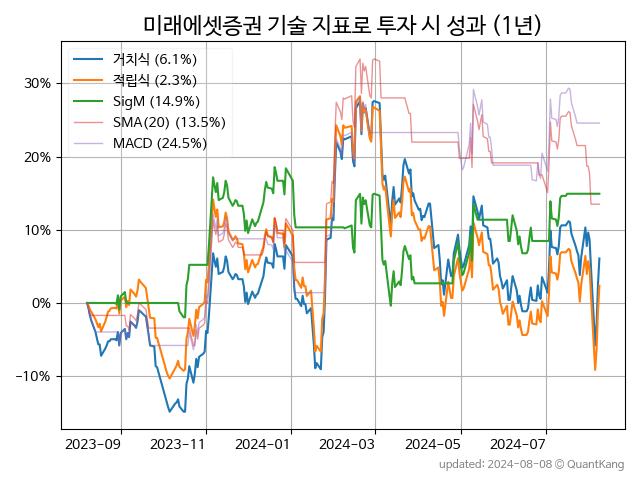 미래에셋증권 기술 지표로 투자 시 성과 (1년)
거치식 (6.1%)
적립식 (2.3%)
SigM (14.9%)
SMA(20) (13.5%)
MACD (24.5%)
30%
20%
10%
0%
−10%
2023-09
2023-11
2024-01
2024-03
2024-05
2024-07
updated: 2024-08-08 © QuantKang